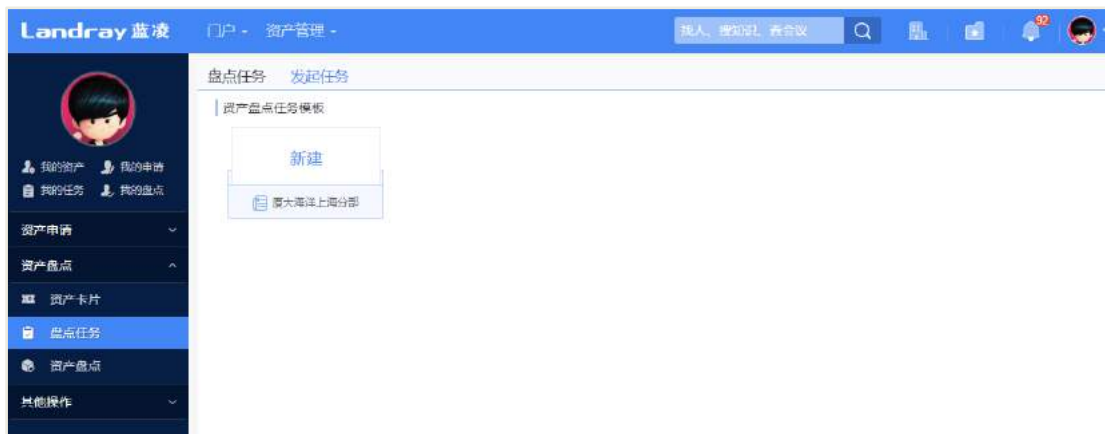 Landray 蓝凌
门户 资产管理
找人、搜知识、查会议
92
我的资产 我的申请
我的任务 我的盘点
资产申请
资产盘点
资产卡片
盘点任务
资产盘点
其他操作
盘点任务 发起任务
资产盘点任务模板
新建
厦大海洋上海分部